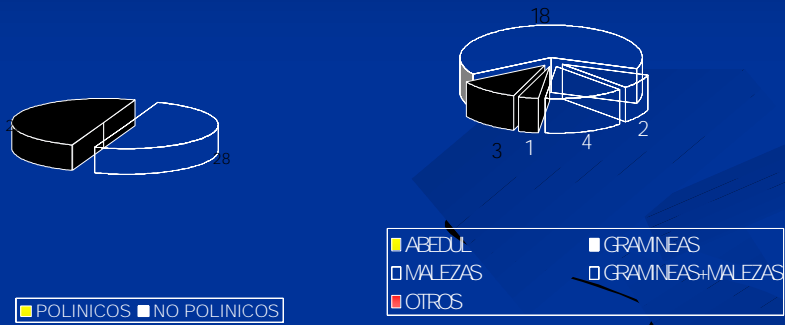 18
2
28
2
3
1
4
ABEDUL GRAMINEAS
MALEZAS GRAMINEAS+MALEZAS
OTROS
POLINICOS NO POLINICOS